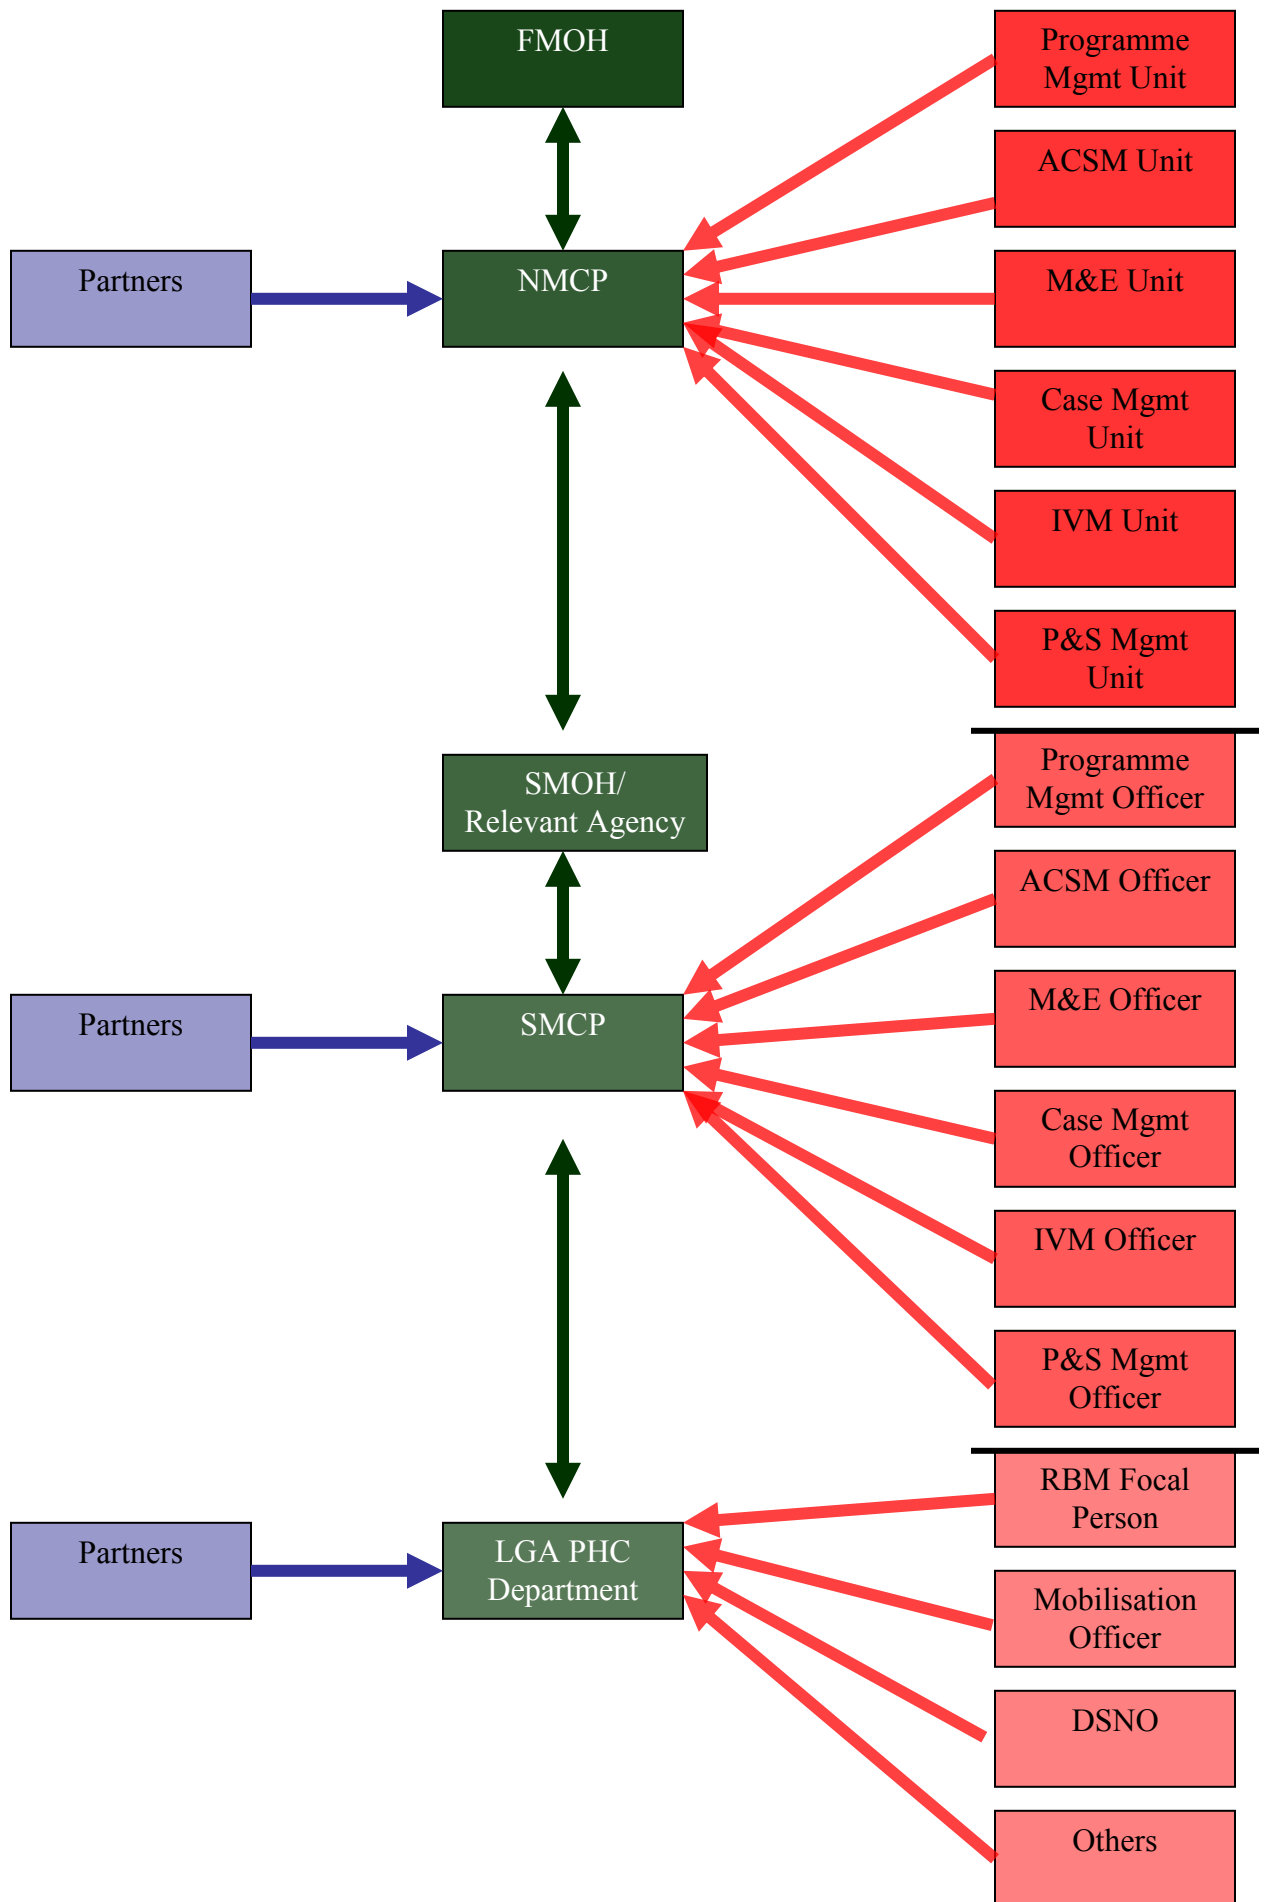 FMOH
Programme
Mgmt Unit
ACSM Unit
Partners
NMCP
M&E Unit
Case Mgmt
Unit
IVM Unit
P&S Mgmt
Unit
SMOH/
Relevant Agency
Programme
Mgmt Officer
ACSM Officer
Partners
SMCP
M&E Officer
Case Mgmt
Officer
IVM Officer
P&S Mgmt
Officer
Partners
LGA PHC
Department
RBM Focal
Person
Mobilisation
Officer
DSNO
Others